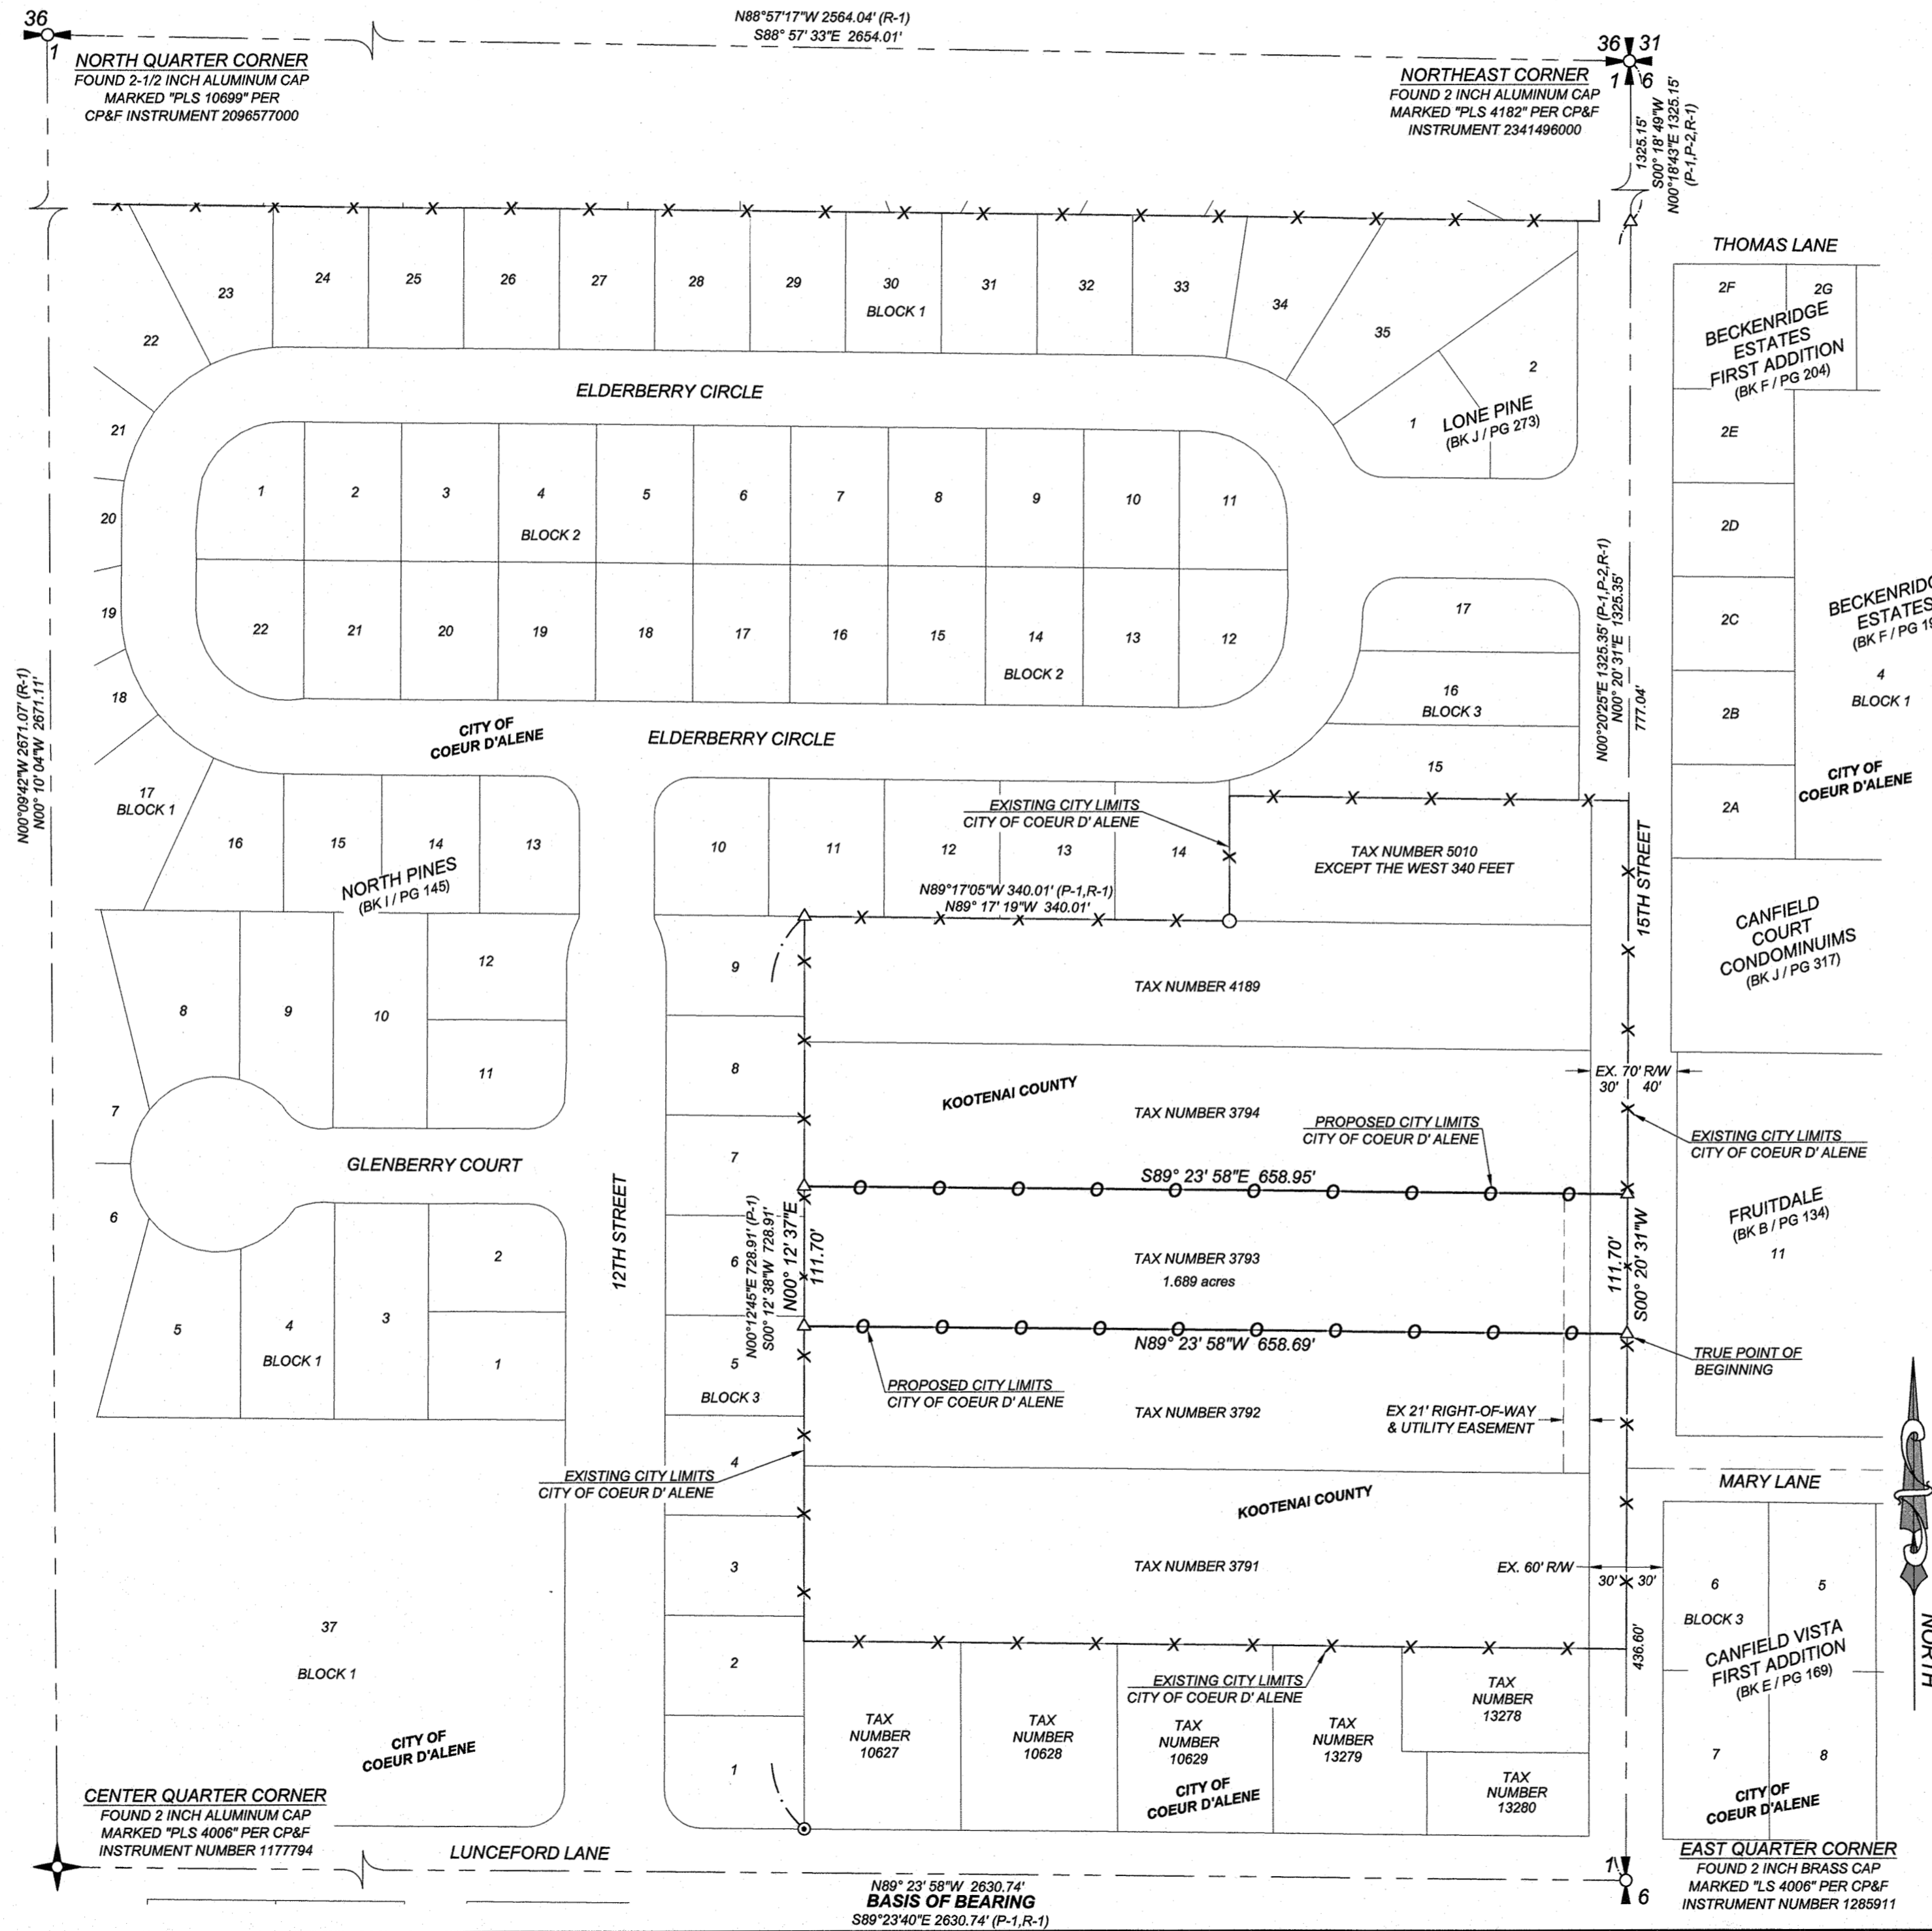 N88°57'17"W 2564.04' (R-1)
S88° 57' 33"E 2654.01'
36
1
NORTH QUARTER CORNER
FOUND 2-1/2 INCH ALUMINUM CAP
MARKED "PLS 10699" PER
CP&F INSTRUMENT 2096577000
36 31
1 6
NORTHEAST CORNER
FOUND 2 INCH ALUMINUM CAP
MARKED "PLS 4182" PER CP&F
INSTRUMENT 2341496000
1325.15'
S00° 18' 49"W
N00°18'43"E 1325.15'
(P-1,P-2,R-1)
THOMAS LANE
2F
2G
BECKENRIDGE
ESTATES
FIRST ADDITION
(BK F / PG 204)
2E
2D
2C
2B
2A
ESTATES
4
BLOCK 1
CITY OF
COEUR D'ALENE
22
23
24
25
26
27
28
29
30
BLOCK 1
31
32
33
34
35
2
1
LONE PINE
(BK J / PG 273)
ELDERBERRY CIRCLE
21
20
19
18
1
2
3
4
BLOCK 2
5
6
7
8
9
10
11
22
21
20
19
18
17
16
15
14
BLOCK 2
13
12
17
16
BLOCK 3
15
N00°20'25"E 1325.35' (P-1,P-2,R-1)
N00° 20' 31"E 1325.35'
777.04'
N00°09'42"W 2671.07' (R-1)
N00° 10' 04"W 2671.11'
CITY OF
COEUR D'ALENE
ELDERBERRY CIRCLE
17
BLOCK 1
16
15
14
13
NORTH PINES
(BK I / PG 145)
10
11
12
13
14
EXISTING CITY LIMITS
CITY OF COEUR D' ALENE
N89°17'05"W 340.01' (P-1,R-1)
N89° 17' 19"W 340.01'
TAX NUMBER 5010
EXCEPT THE WEST 340 FEET
15TH STREET
CANFIELD
COURT
CONDOMINUIMS
(BK J / PG 317)
8
9
10
12
11
7
9
8
7
TAX NUMBER 4189
KOOTENAI COUNTY
TAX NUMBER 3794
EX. 70' R/W
30' 40'
PROPOSED CITY LIMITS
CITY OF COEUR D' ALENE
EXISTING CITY LIMITS
CITY OF COEUR D' ALENE
GLENBERRY COURT
12TH STREET
S89° 23' 58"E 658.95'
FRUITDALE
(BK B / PG 134)
11
6
5
4
BLOCK 1
3
2
1
6
N00°12'45"E 728.91' (P-1)
S00° 12' 38"W 728.91'
N00° 12' 37"E
111.70'
TAX NUMBER 3793
1.689 acres
111.70'
S00° 20' 31"W
N89° 23' 58"W 658.69'
TRUE POINT OF
BEGINNING
5
BLOCK 3
PROPOSED CITY LIMITS
CITY OF COEUR D' ALENE
TAX NUMBER 3792
EX 21' RIGHT-OF-WAY
& UTILITY EASEMENT
4
EXISTING CITY LIMITS
CITY OF COEUR D' ALENE
KOOTENAI COUNTY
MARY LANE
3
TAX NUMBER 3791
EX. 60' R/W
30' 30'
6
5
BLOCK 3
CANFIELD VISTA
FIRST ADDITION
(BK E / PG 169)
7
8
CITY OF
COEUR D'ALENE
NORTH
37
BLOCK 1
2
1
436.60'
EXISTING CITY LIMITS
CITY OF COEUR D' ALENE
TAX
NUMBER
10627
TAX
NUMBER
10628
TAX
NUMBER
10629
TAX
NUMBER
13279
TAX
NUMBER
13278
TAX
NUMBER
13280
CITY OF
COEUR D'ALENE
CITY OF
COEUR D'ALENE
CENTER QUARTER CORNER
FOUND 2 INCH ALUMINUM CAP
MARKED "PLS 4006" PER CP&F
INSTRUMENT NUMBER 1177794
LUNCEFORD LANE
N89° 23' 58"W 2630.74'
BASIS OF BEARING
S89°23'40"E 2630.74' (P-1,R-1)
1
6
EAST QUARTER CORNER
FOUND 2 INCH BRASS CAP
MARKED "LS 4006" PER CP&F
INSTRUMENT NUMBER 1285911